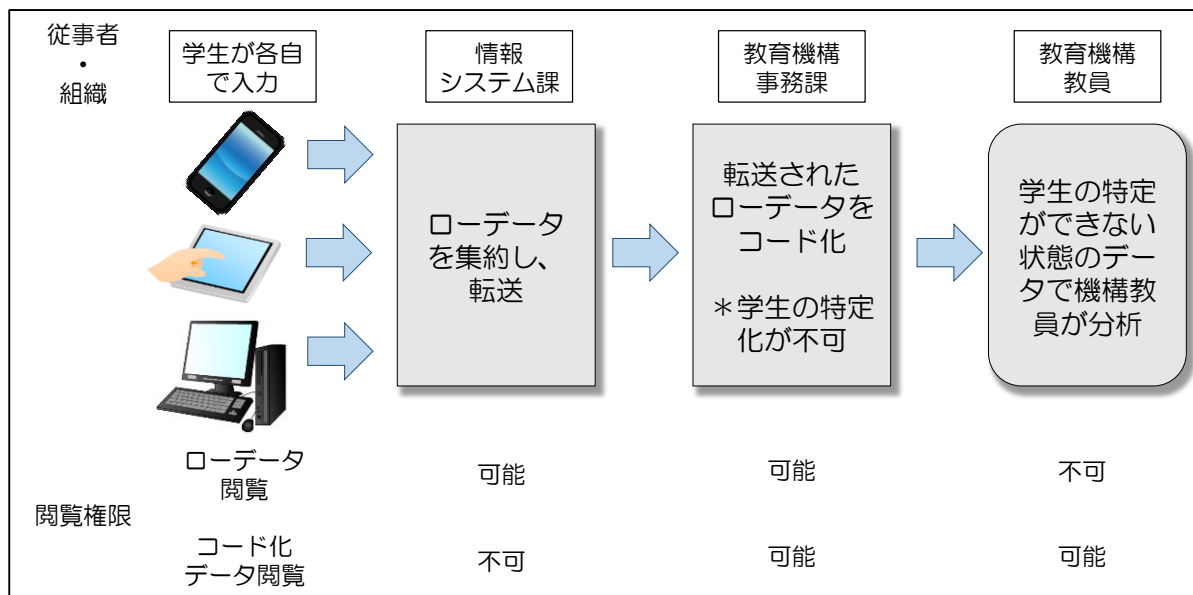 従事者
・
組織
学生が各自
で入力
情報
システム課
教育機構
事務課
教育機構
教員
ローデータ
を集約し、
転送
転送された
ローデータを
コード化
＊学生の特定
化が不可
学生の特定
ができない
状態のデー
タで機構教
員が分析
閲覧権限
ローデータ
閲覧
可能
可能
不可
コード化
データ閲覧
不可
可能
可能